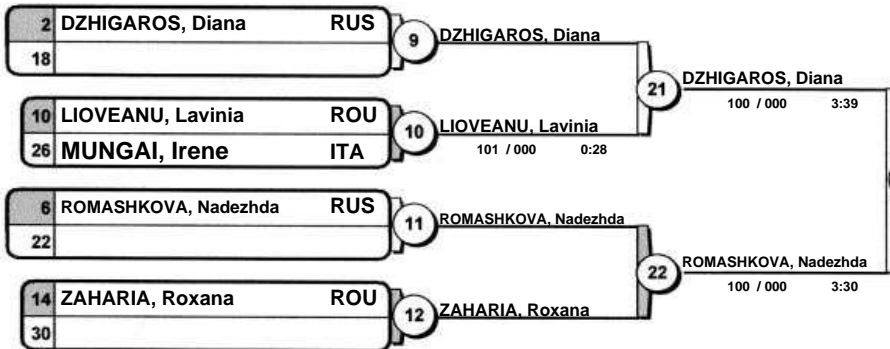 2 DZHIGAROS, Diana RUS
18
9
DZHIGAROS, Diana
10 LIOVEANU, Lavinia ROU
26 MUNGAI, Irene ITA
10
LIOVEANU, Lavinia
101 / 000 0:28
21
DZHIGAROS, Diana
100 / 000 3:39
6 ROMASHKOVA, Nadezhda RUS
22
11
ROMASHKOVA, Nadezhda
14 ZAHARIA, Roxana ROU
30
12
ZAHARIA, Roxana
22
ROMASHKOVA, Nadezhda
100 / 000 3:30